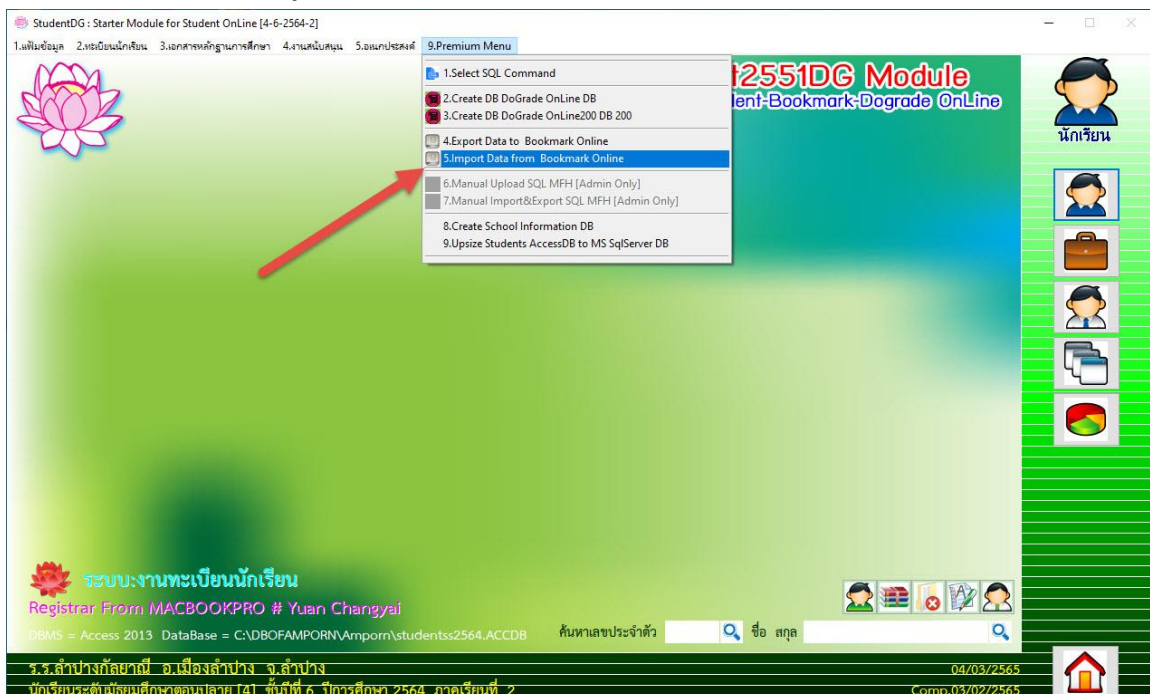 StudentDG : Starter Module for Student OnLine [4-6-2564-2]
1.แฟ้มข้อมูล 2.ทะเบียนนักเรียน 3.เอกสารหลักฐานการศึกษา 4.งานสนับสนุน 5.อเนกประสงค์ 9.Premium Menu
1.Select SQL Command
2.Create DB DoGrade OnLine DB
3.Create DB DoGrade OnLine200 DB 200
4.Export Data to Bookmark Online
5.Import Data from Bookmark Online
6.Manual Upload SQL MFH [Admin Only]
7.Manual Import&Export SQL MFH [Admin Only]
8.Create School Information DB
9.Upsize Students AccessDB to MS SqlServer DB
t2551DG Module
dent-Bookmark-Dograde OnLine
นักเรียน
ระบบ:งานทะเบียนนักเรียน
Registrar From MACBOOKPRO # Yuan Changyai
DBMS = Access 2013 DataBase = C:\DBOFAMPORN\Amporn\studentss2564.ACCDB
ค้นหาเลขประจำตัว ชื่อ สกุล
ร.ร.ลำปางกัลยาณี อ.เมืองลำปาง จ.ลำปาง 04/03/2565
นักเรียนระดับมัธยมศึกษาตอนปลาย [4] ชั้นปีที่ 6 ปีการศึกษา 2564 ภาคเรียนที่ 2 Comp.03/02/2565